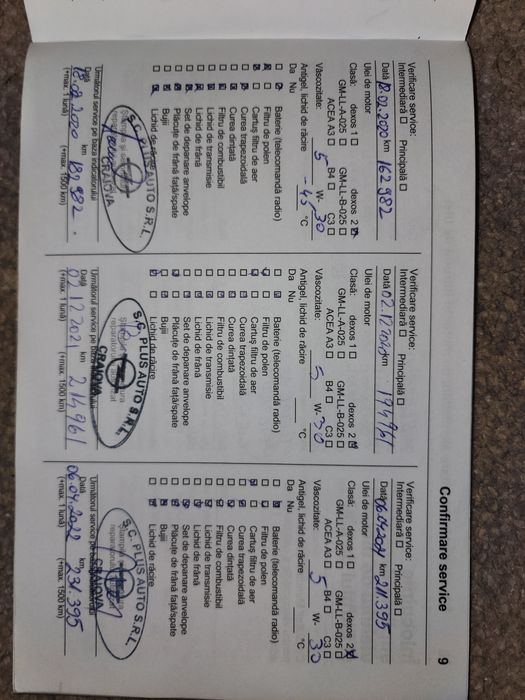 Confirmare service
9
Verificare service:
Intermediară ☐ Principală ☐
Dată 18.02.2020 km 162 982
Ulei de motor
Clasă: dexos 1 ☐ dexos 2 ☑
GM-LL-A-025 ☐ GM-LL-B-025 ☐
ACEA A3 ☐ B4 ☐ C3 ☐
Vâscozitate: 5 W- 30
Antigel, lichid de răcire -45 °C
Da Nu
Baterie (telecomandă radio)
Filtru de polen
Cartuș filtru de aer
Curea trapezoidală
Curea dințată
Filtru de combustibil
Lichid de transmisie
Lichid de frână
Set de depanare anvelope
Plăcuțe de frână față/spate
Bujii
Lichid de răcire
S.C. PLUS AUTO S.R.L
CRAIOVA
Următorul service pe baza indicatorului
Dată km
18.02.2020 182 982.
(+max. 1 lună) (+max. 1500 km)
Verificare service:
Intermediară ☐ Principală ☐
Dată 02.12.2020 km 194961
Ulei de motor
Clasă: dexos 1 ☐ dexos 2 ☑
GM-LL-A-025 ☐ GM-LL-B-025 ☐
ACEA A3 ☐ B4 ☐ C3 ☐
Vâscozitate: 5 W- 30
Antigel, lichid de răcire °C
Da Nu
Baterie (telecomandă radio)
Filtru de polen
Cartuș filtru de aer
Curea trapezoidală
Curea dințată
Filtru de combustibil
Lichid de transmisie
Lichid de frână
Set de depanare anvelope
Plăcuțe de frână față/spate
Bujii
Lichid de răcire
S.C. PLUS AUTO S.R.L
CRAIOVA
Următorul service pe baza
Dată km
02.12.2021 214961
(+max. 1 lună) (+max. 1500 km)
Verificare service:
Intermediară ☐ Principală ☐
Dată 06.04.2021 km 211.395
Ulei de motor
Clasă: dexos 1 ☐ dexos 2 ☑
GM-LL-A-025 ☐ GM-LL-B-025 ☐
ACEA A3 ☐ B4 ☐ C3 ☐
Vâscozitate: 5 W- 30
Antigel, lichid de răcire °C
Da Nu
Baterie (telecomandă radio)
Filtru de polen
Cartuș filtru de aer
Curea trapezoidală
Curea dințată
Filtru de combustibil
Lichid de transmisie
Lichid de frână
Set de depanare anvelope
Plăcuțe de frână față/spate
Bujii
Lichid de răcire
S.C. PLUS AUTO S.R.L
CRAIOVA
Următorul service pe
Dată km
06.04.2022 231.395
(+max. 1 lună) (+max. 1500 km)